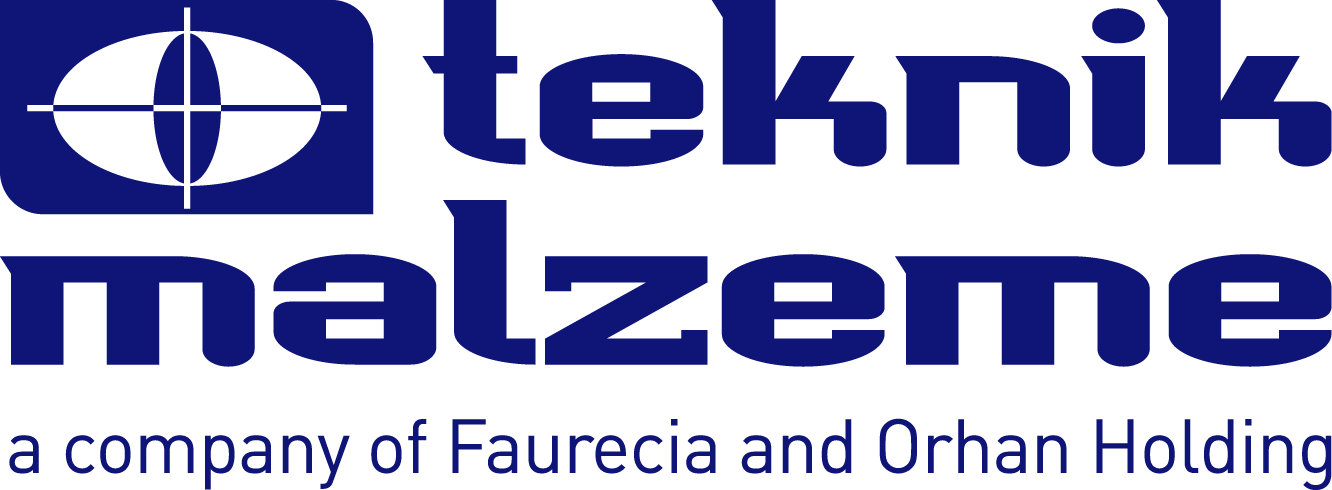 teknik
malzeme
a company of Faurecia and Orhan Holding